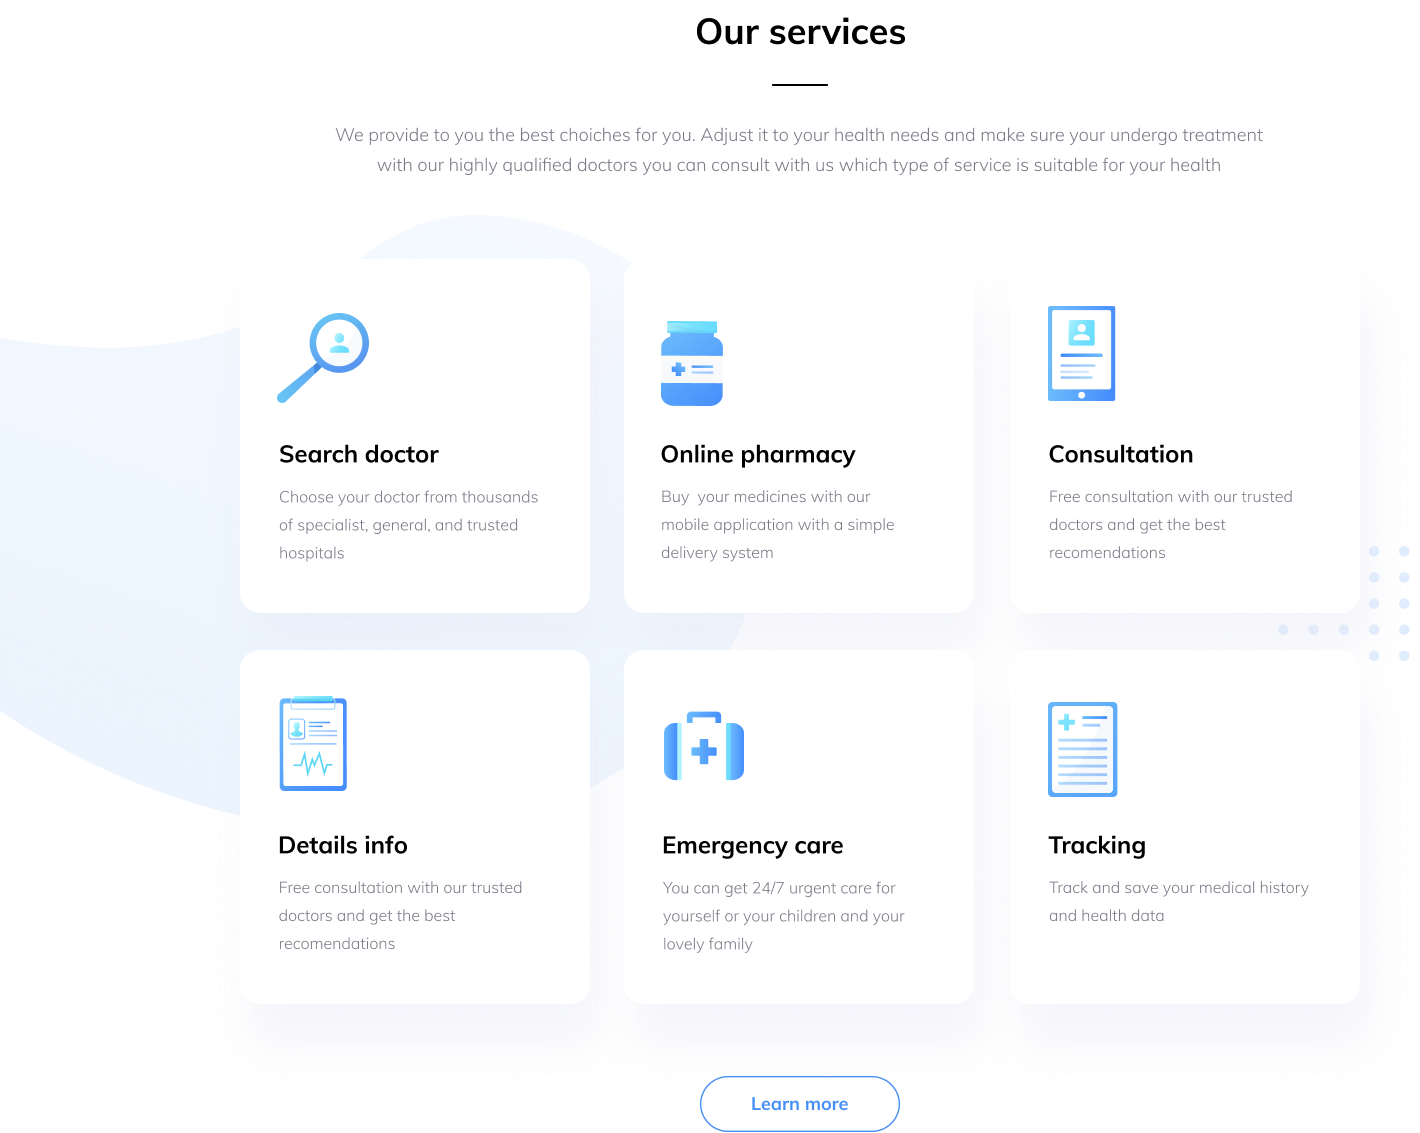 Our services
We provide to you the best choiches for you. Adjust it to your health needs and make sure your undergo treatment
with our highly qualified doctors you can consult with us which type of service is suitable for your health
Search doctor
Choose your doctor from thousands
of specialist, general, and trusted
hospitals
Online pharmacy
Buy  your medicines with our
mobile application with a simple
delivery system
Consultation
Free consultation with our trusted
doctors and get the best
recomendations
Details info
Free consultation with our trusted
doctors and get the best
recomendations
Emergency care
You can get 24/7 urgent care for
yourself or your children and your
lovely family
Tracking
Track and save your medical history
and health data
Learn more